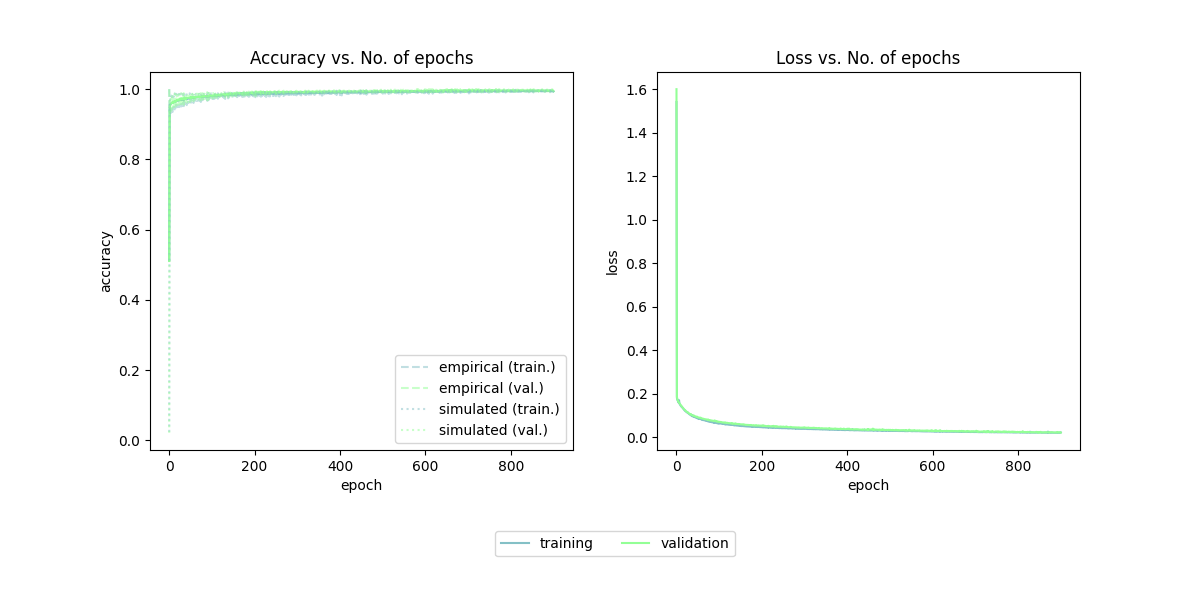 Accuracy vs. No. of epochs
1.0
0.8
0.6
0.4
0.2
0.0
accuracy
0 200 400 600 800
epoch
empirical (train.)
empirical (val.)
simulated (train.)
simulated (val.)
Loss vs. No. of epochs
1.6
1.4
1.2
1.0
0.8
0.6
0.4
0.2
0.0
loss
0 200 400 600 800
epoch
training validation